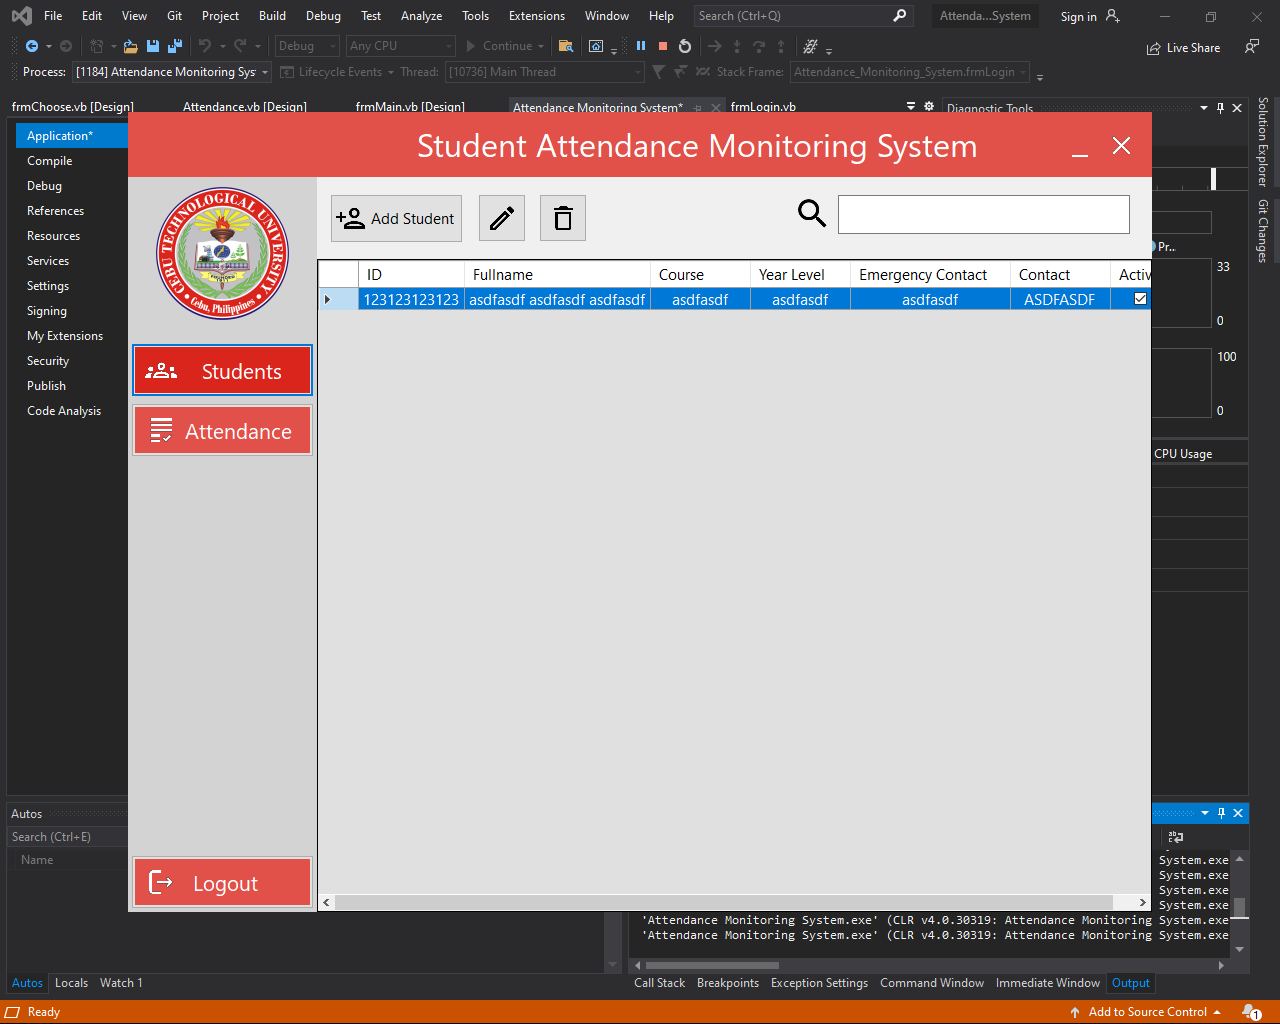 File Edit View Git Project Build Debug Test Analyze Tools Extensions Window Help Search (Ctrl+Q) Attenda...System Sign in
Debug Any CPU Continue Live Share
Process: [1184] Attendance Monitoring Sys Lifecycle Events Thread: [10736] Main Thread Stack Frame: Attendance_Monitoring_System.frmLogin
frmChoose.vb [Design] Attendance.vb [Design] frmMain.vb [Design] Attendance Monitoring System* frmLogin.vb Diagnostic Tools
Solution Explorer
Git Changes
Application*
Compile
Debug
References
Resources
Services
Settings
Signing
My Extensions
Security
Publish
Code Analysis
Student Attendance Monitoring System
CEBU TECHNOLOGICAL UNIVERSITY
Cebu, Philippines
Students
Attendance
Logout
Add Student
ID Fullname Course Year Level Emergency Contact Contact Activ
123123123123 asdfasdf asdfasdf asdfasdf asdfasdf asdfasdf asdfasdf ASDFASDF
Pr...
33
0
100
0
CPU Usage
Autos
Search (Ctrl+E)
Name
System.exe
System.exe
System.exe
System.exe
'Attendance Monitoring System.exe' (CLR v4.0.30319: Attendance Monitoring System.exe
'Attendance Monitoring System.exe' (CLR v4.0.30319: Attendance Monitoring System.exe
Autos Locals Watch 1 Call Stack Breakpoints Exception Settings Command Window Immediate Window Output
Ready Add to Source Control 1